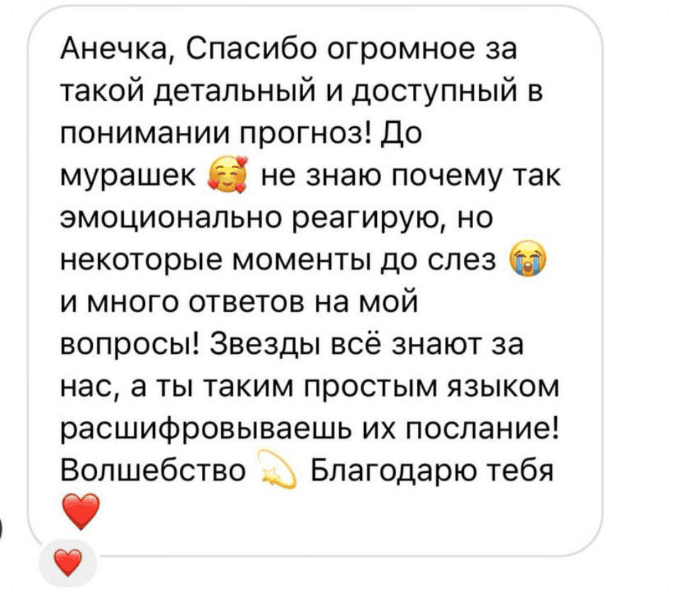 Анечка, Спасибо огромное за
такой детальный и доступный в
понимании прогноз! До
мурашек 🥰 не знаю почему так
эмоционально реагирую, но
некоторые моменты до слез 😭
и много ответов на мой
вопросы! Звезды всё знают за
нас, а ты таким простым языком
расшифровываешь их послание!
Волшебство 💫 Благодарю тебя
❤️
❤️